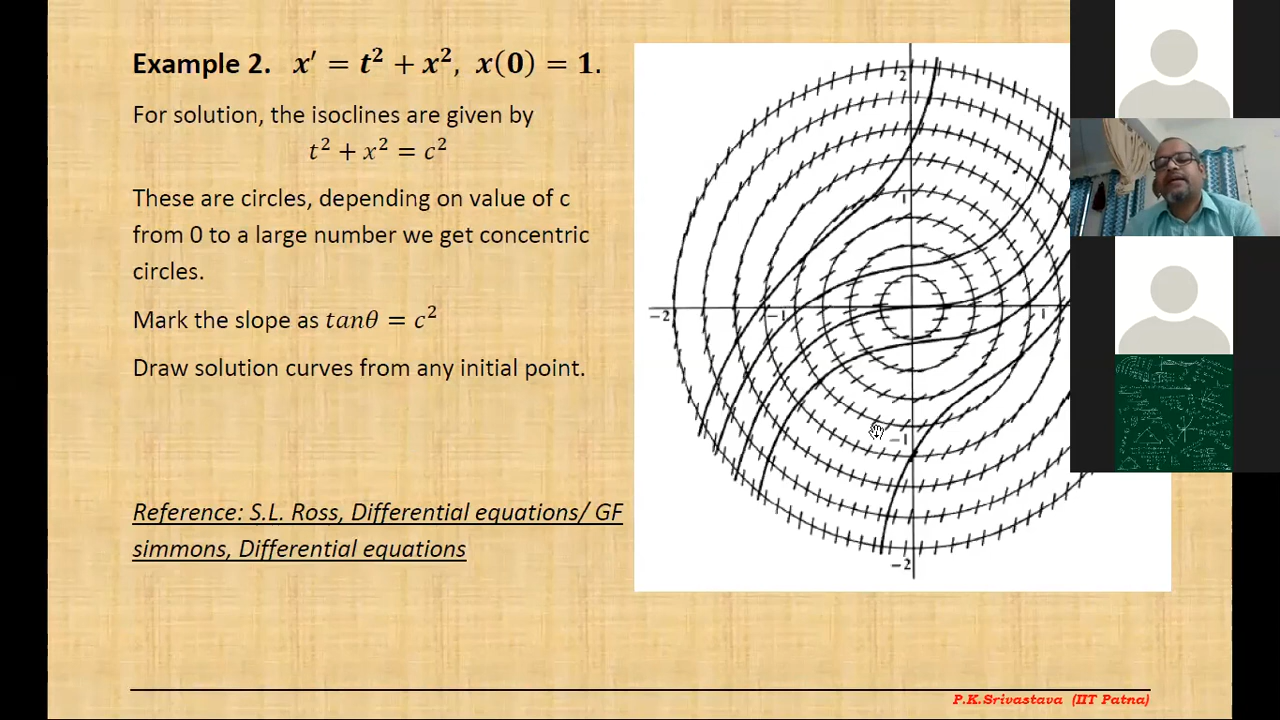 Example 2. x′ = t² + x², x(0) = 1.
For solution, the isoclines are given by
t² + x² = c²
These are circles, depending on value of c
from 0 to a large number we get concentric
circles.
Mark the slope as tanθ = c²
Draw solution curves from any initial point.
Reference: S.L. Ross, Differential equations/ GF
simmons, Differential equations
2
1
−2
−1
1
−1
−2
P.K.Srivastava (IIT Patna)